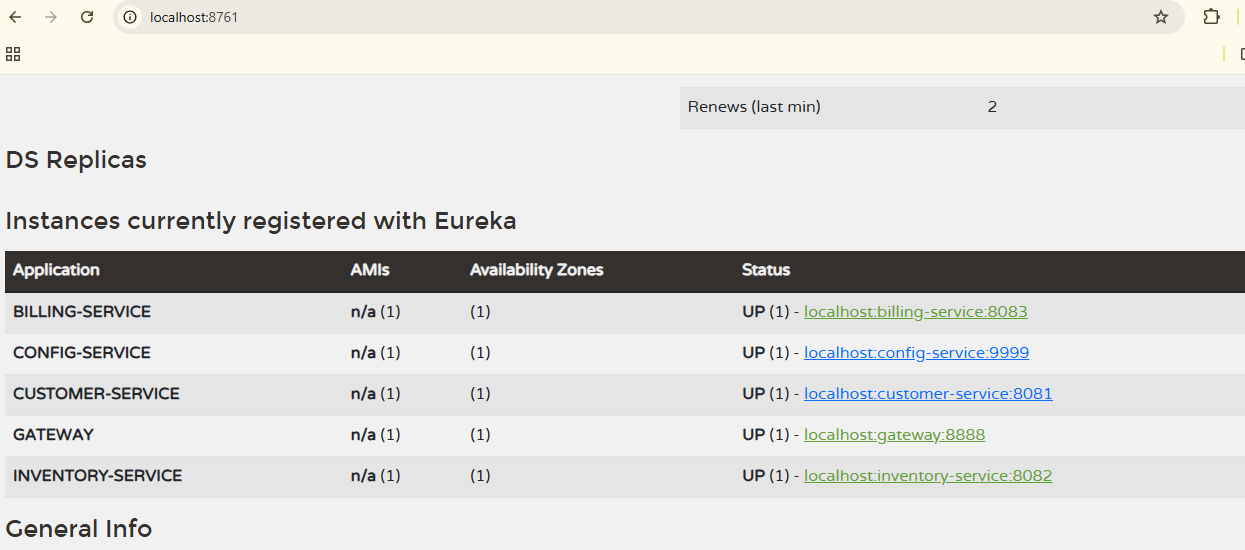 localhost:8761
Renews (last min) 2
DS Replicas
Instances currently registered with Eureka
Application AMIs Availability Zones Status
BILLING-SERVICE n/a (1) (1) UP (1) - localhost:billing-service:8083
CONFIG-SERVICE n/a (1) (1) UP (1) - localhost:config-service:9999
CUSTOMER-SERVICE n/a (1) (1) UP (1) - localhost:customer-service:8081
GATEWAY n/a (1) (1) UP (1) - localhost:gateway:8888
INVENTORY-SERVICE n/a (1) (1) UP (1) - localhost:inventory-service:8082
General Info